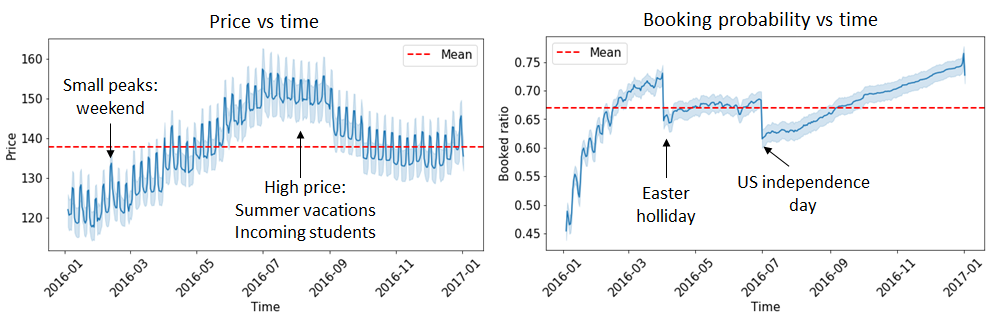 Price vs time
Mean
Small peaks:
weekend
High price:
Summer vacations
Incoming students
Price
160
150
140
130
120
2016-01
2016-03
2016-05
2016-07
2016-09
2016-11
2017-01
Time
Booking probability vs time
Mean
Easter
holliday
US independence
day
Booked ratio
0.75
0.70
0.65
0.60
0.55
0.50
0.45
2016-01
2016-03
2016-05
2016-07
2016-09
2016-11
2017-01
Time